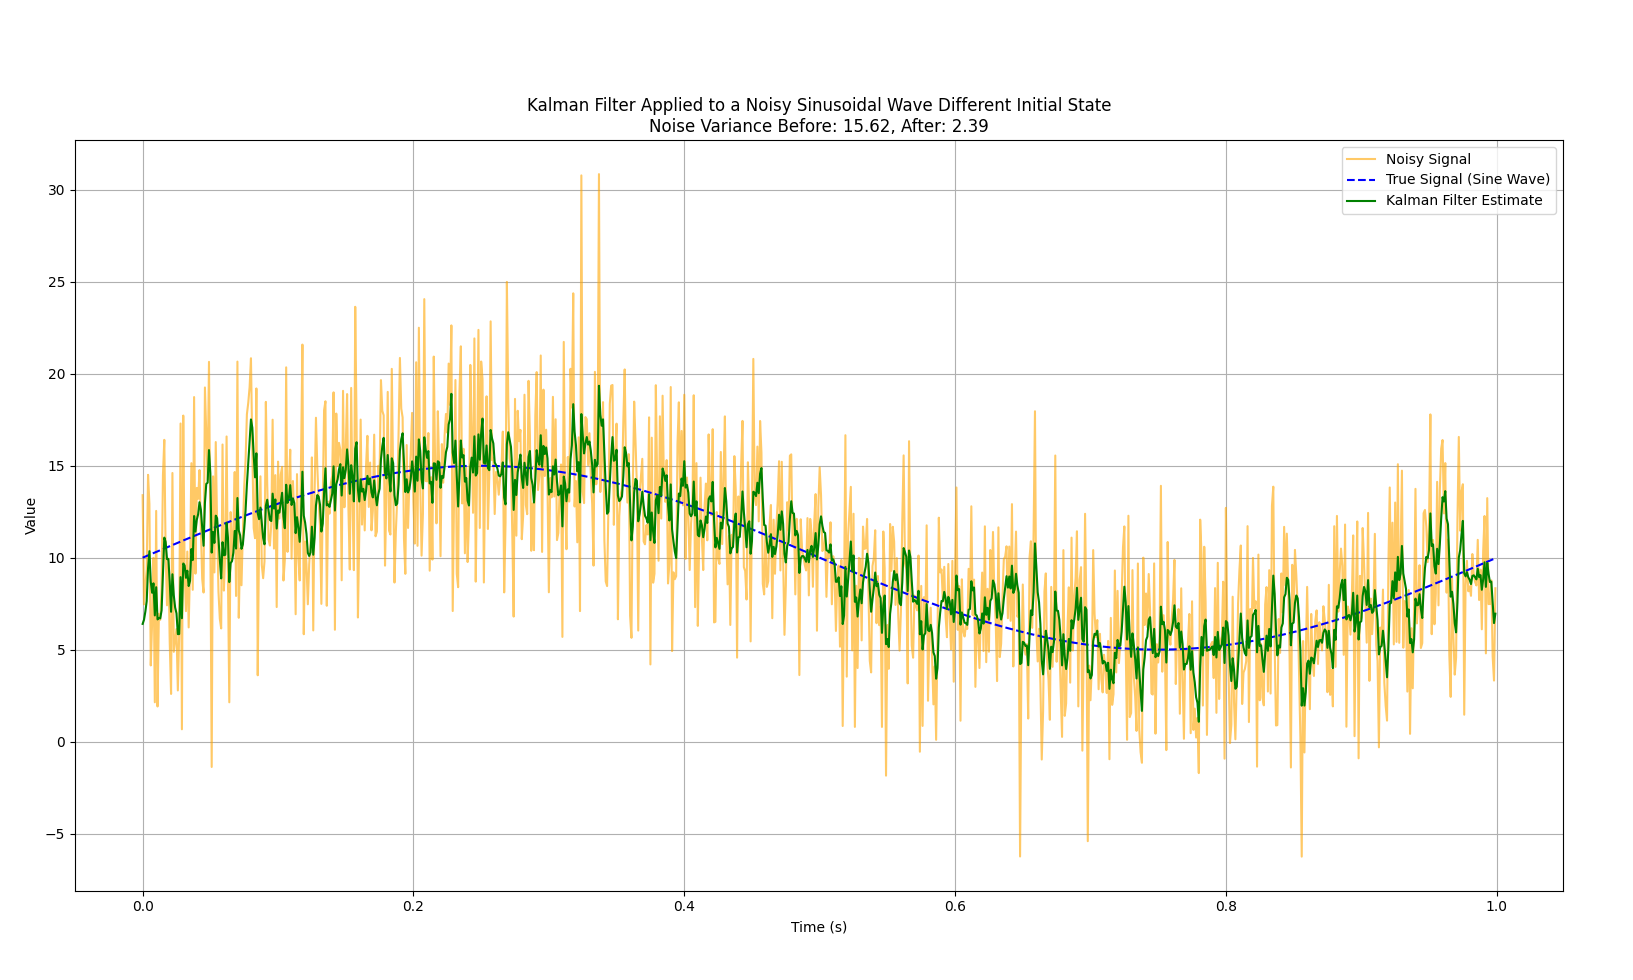 Kalman Filter Applied to a Noisy Sinusoidal Wave Different Initial State
Noise Variance Before: 15.62, After: 2.39
Noisy Signal
True Signal (Sine Wave)
Kalman Filter Estimate
30
25
20
15
10
5
0
−5
Value
0.0
0.2
0.4
0.6
0.8
1.0
Time (s)